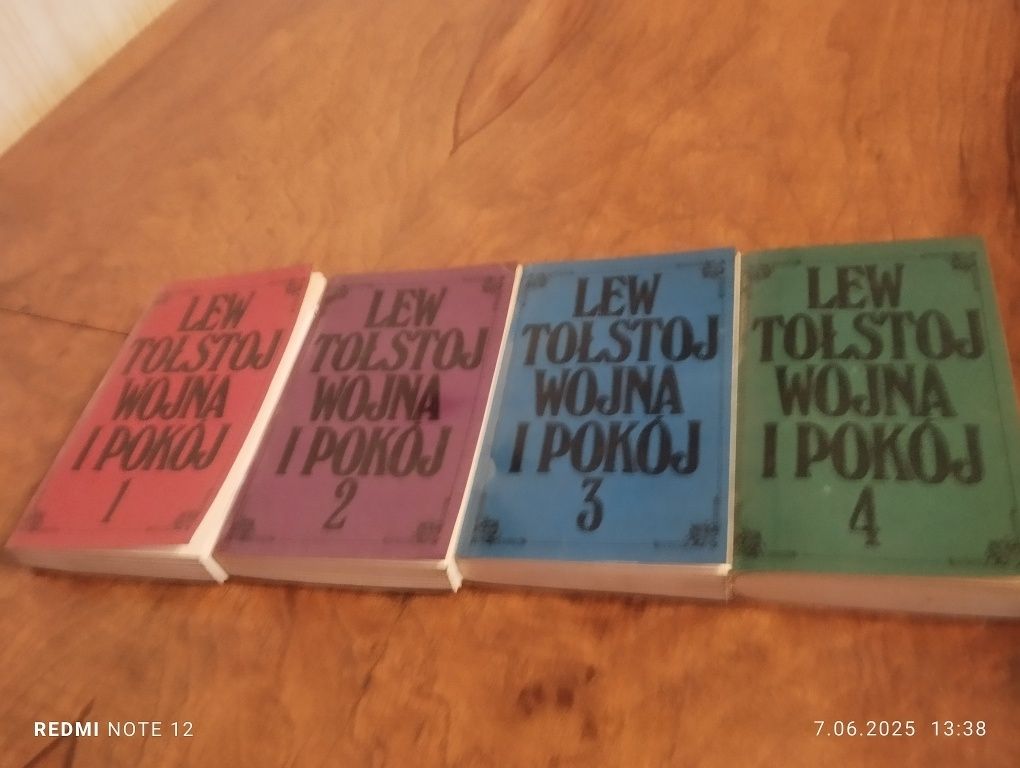 LEW
TOŁSTOJ
WOJNA
I POKÓJ
1
LEW
TOŁSTOJ
WOJNA
I POKÓJ
2
LEW
TOŁSTOJ
WOJNA
I POKÓJ
3
LEW
TOŁSTOJ
WOJNA
I POKÓJ
4
REDMI NOTE 12
7.06.2025 13:38